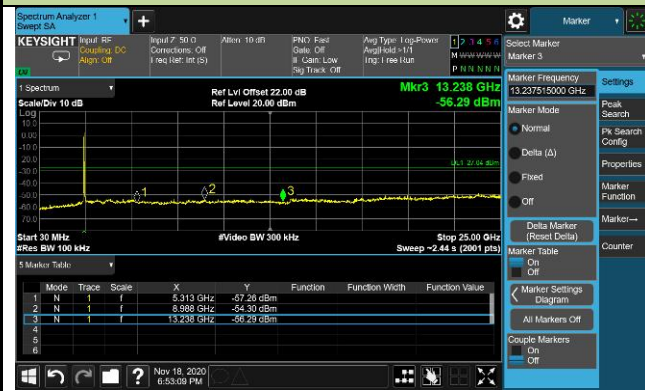 Spectrum Analyzer 1
Swept SA
+
Marker
KEYSIGHT
Input: RF
Coupling: DC
Align: Off
Input Z: 50 Ω
Corrections: Off
Freq Ref: Int (S)
Atten: 10 dB
PNO: Fast
Gate: Off
IF Gain: Low
Sig Track: Off
Avg Type: Log-Power
Avg|Hold:>1/1
Trig: Free Run
1 2 3 4 5 6
M W W W W W
P N N N N N
Select Marker
Marker 3
1 Spectrum
Scale/Div 10 dB
Log
Ref Lvl Offset 22.00 dB
Ref Level 20.00 dBm
Mkr3 13.238 GHz
-56.29 dBm
10.0
0.00
-10.0
-20.0
-30.0
-40.0
-50.0
-60.0
-70.0
1
2
3
Start 30 MHz
#Res BW 100 kHz
#Video BW 300 kHz
Stop 25.00 GHz
Sweep ~2.44 s (2001 pts)
5 Marker Table
Mode Trace Scale X Y Function Function Width Function Value
1 N 1 f 5.313 GHz -57.26 dBm
2 N 1 f 8.988 GHz -54.30 dBm
3 N 1 f 13.238 GHz -56.29 dBm
4
5
6
Marker Frequency
13.237515000 GHz
Marker Mode
Normal
Delta (Δ)
Fixed
Off
Delta Marker
(Reset Delta)
Marker Table
On
Off
Marker Settings
Diagram
All Markers Off
Couple Markers
On
Off
Settings
Peak
Search
Pk Search
Config
Properties
Marker
Function
Marker→
Counter
?
Nov 18, 2020
6:53:09 PM